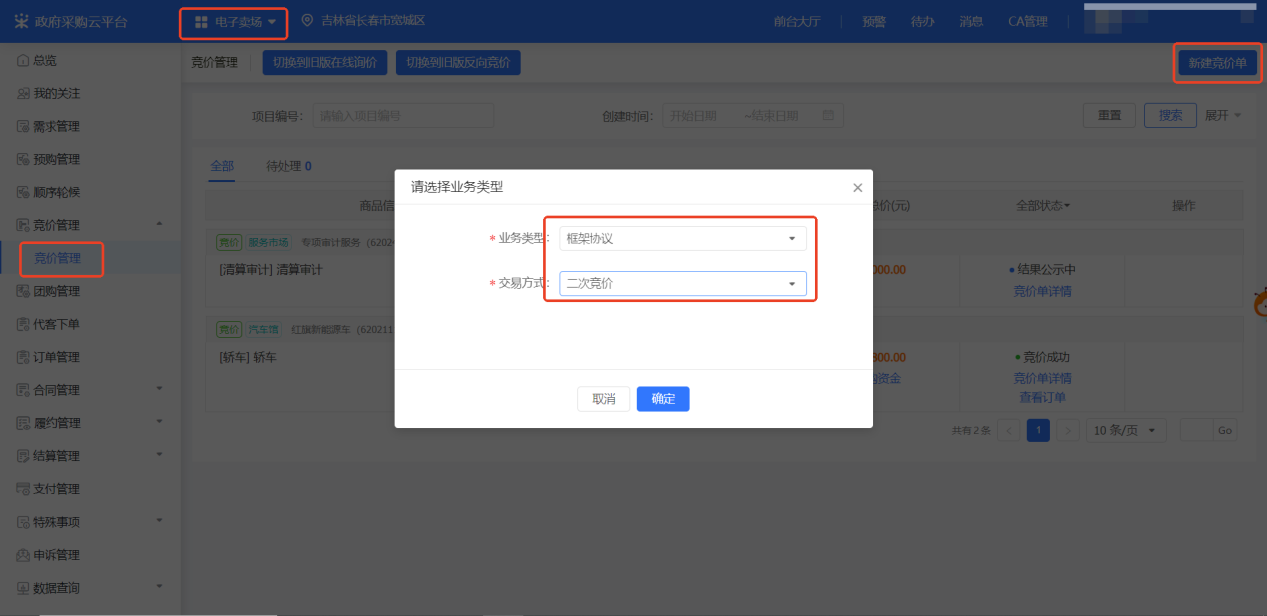 政府采购云平台 电子卖场 吉林省长春市宽城区 前台大厅 预警 待办 消息 CA管理
总览
我的关注
需求管理
预购管理
顺序轮候
竞价管理
竞价管理
团购管理
代客下单
订单管理
合同管理
履约管理
结算管理
支付管理
特殊事项
申诉管理
数据查询
竞价管理 切换到旧版在线询价 切换到旧版反向竞价 新建竞价单
项目编号: 请输入项目编号 创建时间: 开始日期 ~结束日期 重置 搜索 展开
全部 待处理 0
商品信 总价(元) 全部状态 操作
竞价 服务市场 专项审计服务 (62024
[清算审计] 清算审计 000.00 结果公示中
竞价单详情
竞价 汽车馆 红旗新能源车 (620211
[轿车] 轿车 800.00 竞价成功
资金 竞价单详情
查看订单
共有 2 条 < 1 > 10 条/页 Go
请选择业务类型 ×
* 业务类型: 框架协议
* 交易方式: 二次竞价
取消 确定